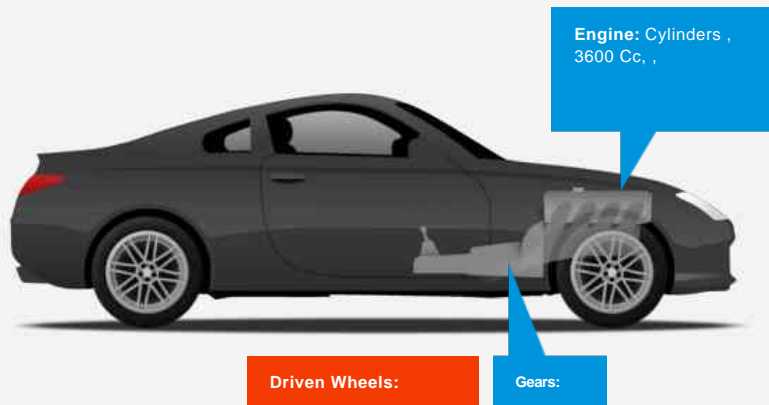 Engine: Cylinders ,
3600 Cc, ,
Driven Wheels:
Gears: